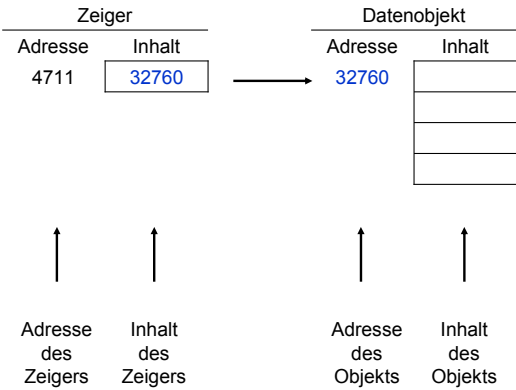 Zeiger Datenobjekt
Adresse Inhalt Adresse Inhalt
4711 32760 32760
Adresse Inhalt Adresse Inhalt
des des des des
Zeigers Zeigers Objekts Objekts